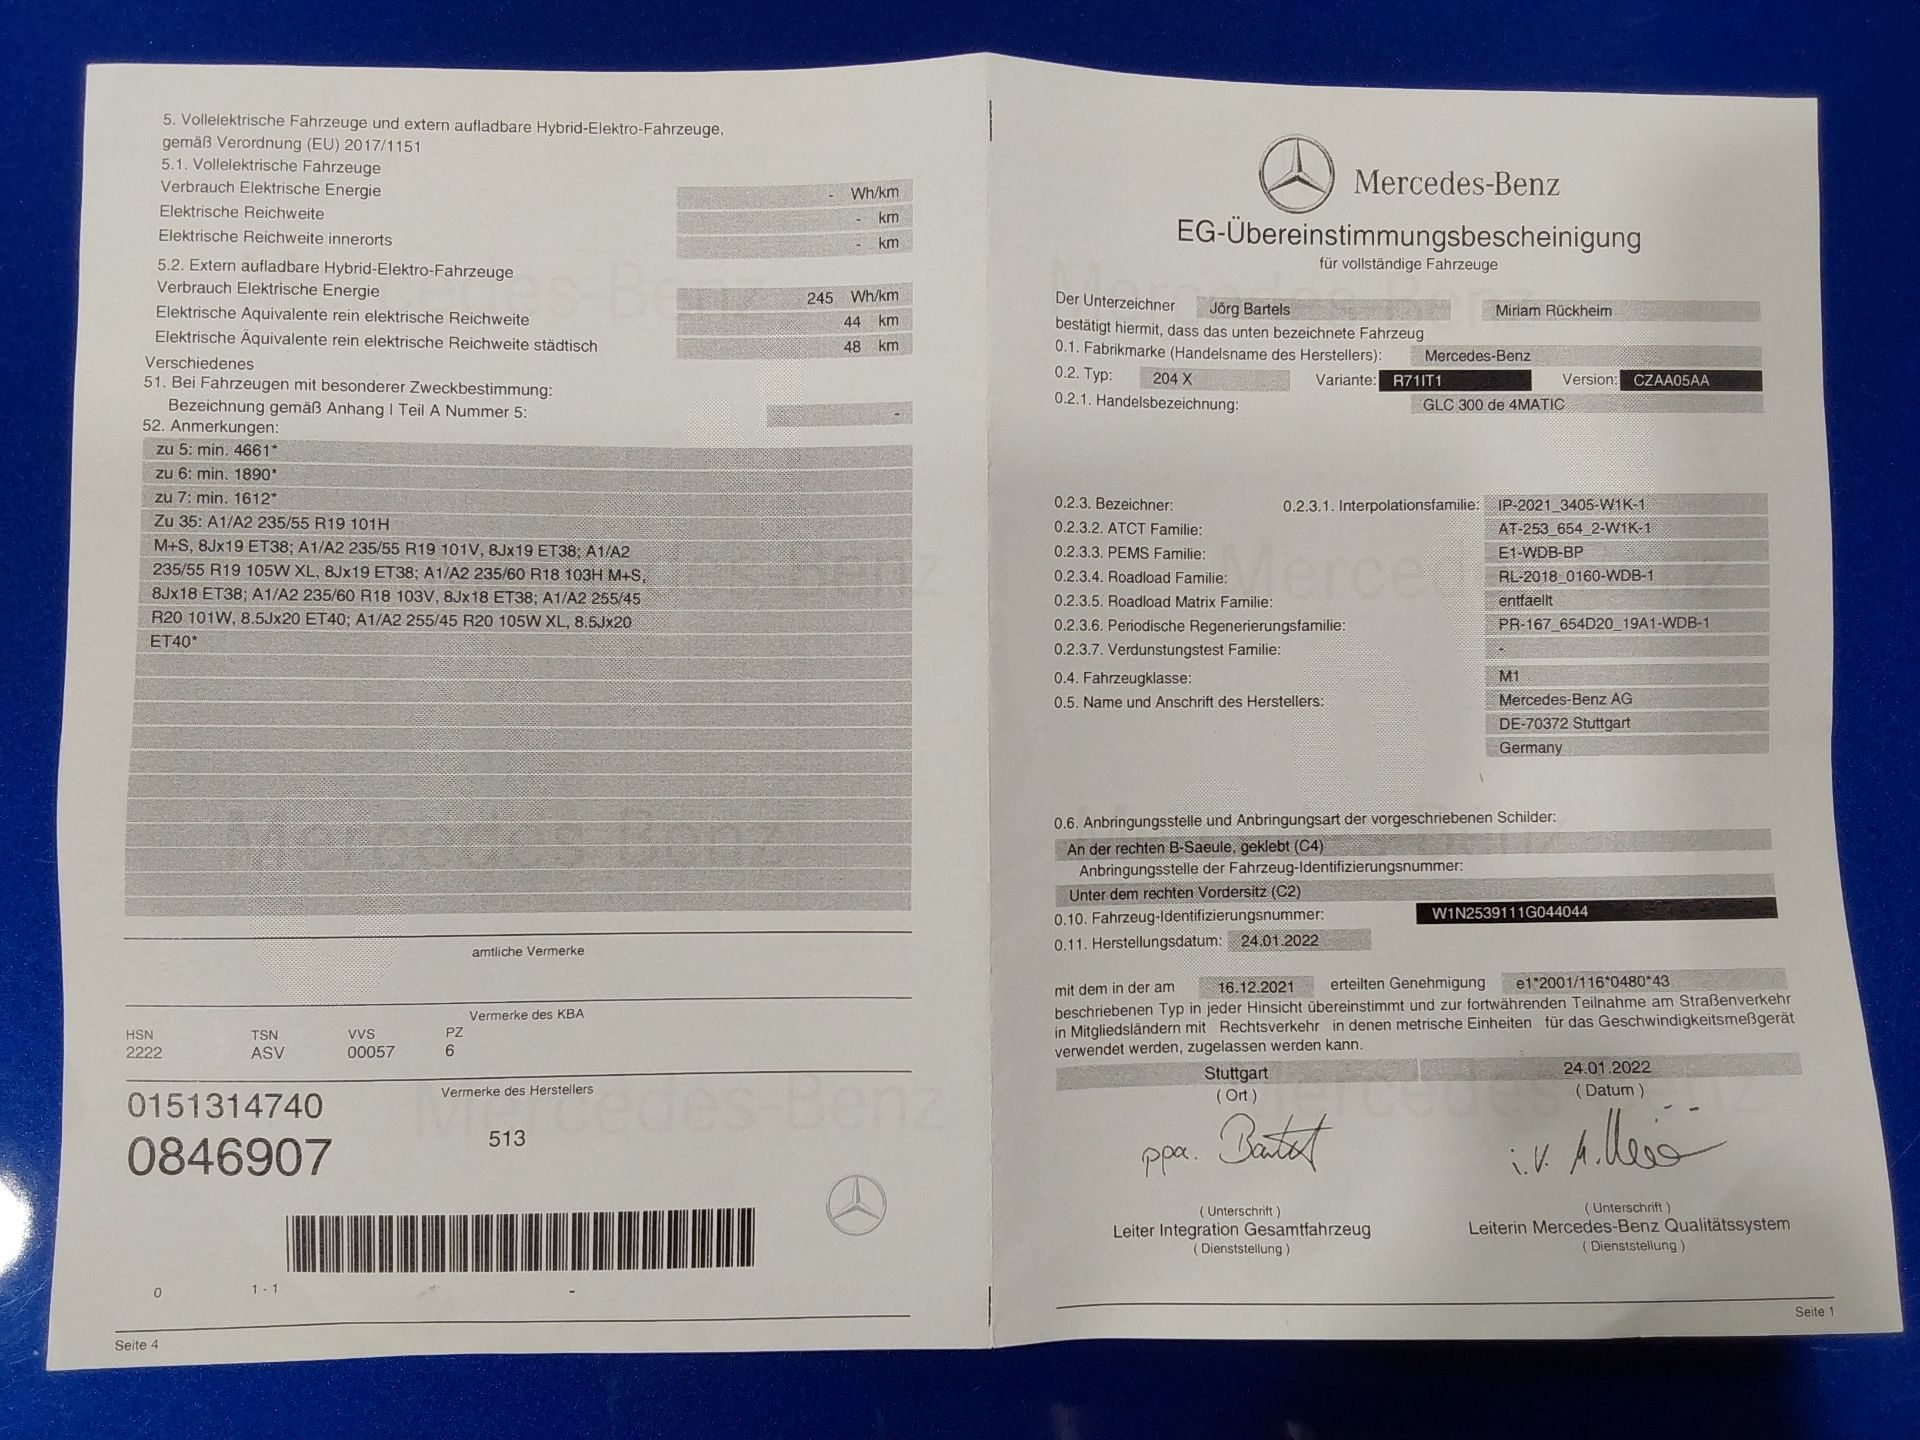 5. Vollelektrische Fahrzeuge und extern aufladbare Hybrid-Elektro-Fahrzeuge,
gemäß Verordnung (EU) 2017/1151
5.1. Vollelektrische Fahrzeuge
Verbrauch Elektrische Energie - Wh/km
Elektrische Reichweite - km
Elektrische Reichweite innerorts - km
5.2. Extern aufladbare Hybrid-Elektro-Fahrzeuge
Verbrauch Elektrische Energie 245 Wh/km
Elektrische Äquivalente rein elektrische Reichweite 44 km
Elektrische Äquivalente rein elektrische Reichweite städtisch 48 km
Verschiedenes
51. Bei Fahrzeugen mit besonderer Zweckbestimmung:
Bezeichnung gemäß Anhang I Teil A Nummer 5: -
52. Anmerkungen:
zu 5: min. 4661*
zu 6: min. 1890*
zu 7: min. 1612*
Zu 35: A1/A2 235/55 R19 101H
M+S, 8Jx19 ET38; A1/A2 235/55 R19 101V, 8Jx19 ET38; A1/A2
235/55 R19 105W XL, 8Jx19 ET38; A1/A2 235/60 R18 103H M+S,
8Jx18 ET38; A1/A2 235/60 R18 103V, 8Jx18 ET38; A1/A2 255/45
R20 101W, 8.5Jx20 ET40; A1/A2 255/45 R20 105W XL, 8.5Jx20
ET40*
amtliche Vermerke
Vermerke des KBA
HSN TSN VVS PZ
2222 ASV 00057 6
Vermerke des Herstellers
0151314740
0846907 513
0 1 - 1 -
Seite 4
Mercedes-Benz
EG-Übereinstimmungsbescheinigung
für vollständige Fahrzeuge
Der Unterzeichner Jörg Bartels Miriam Rückheim
bestätigt hiermit, dass das unten bezeichnete Fahrzeug
0.1. Fabrikmarke (Handelsname des Herstellers): Mercedes-Benz
0.2. Typ: 204 X Variante: R71IT1 Version: CZAA05AA
0.2.1. Handelsbezeichnung: GLC 300 de 4MATIC
0.2.3. Bezeichner: 0.2.3.1. Interpolationsfamilie: IP-2021_3405-W1K-1
0.2.3.2. ATCT Familie: AT-253_654_2-W1K-1
0.2.3.3. PEMS Familie: E1-WDB-BP
0.2.3.4. Roadload Familie: RL-2018_0160-WDB-1
0.2.3.5. Roadload Matrix Familie: entfaellt
0.2.3.6. Periodische Regenerierungsfamilie: PR-167_654D20_19A1-WDB-1
0.2.3.7. Verdunstungstest Familie: -
0.4. Fahrzeugklasse: M1
0.5. Name und Anschrift des Herstellers: Mercedes-Benz AG
DE-70372 Stuttgart
Germany
0.6. Anbringungsstelle und Anbringungsart der vorgeschriebenen Schilder:
An der rechten B-Saeule, geklebt (C4)
Anbringungsstelle der Fahrzeug-Identifizierungsnummer:
Unter dem rechten Vordersitz (C2)
0.10. Fahrzeug-Identifizierungsnummer: W1N2539111G044044
0.11. Herstellungsdatum: 24.01.2022
mit dem in der am 16.12.2021 erteilten Genehmigung e1*2001/116*0480*43
beschriebenen Typ in jeder Hinsicht übereinstimmt und zur fortwährenden Teilnahme am Straßenverkehr
in Mitgliedsländern mit Rechtsverkehr in denen metrische Einheiten für das Geschwindigkeitsmeßgerät
verwendet werden, zugelassen werden kann.
Stuttgart 24.01.2022
( Ort ) ( Datum )
ppa. i.V.
( Unterschrift ) ( Unterschrift )
Leiter Integration Gesamtfahrzeug Leiterin Mercedes-Benz Qualitätssystem
( Dienststellung ) ( Dienststellung )
Seite 1